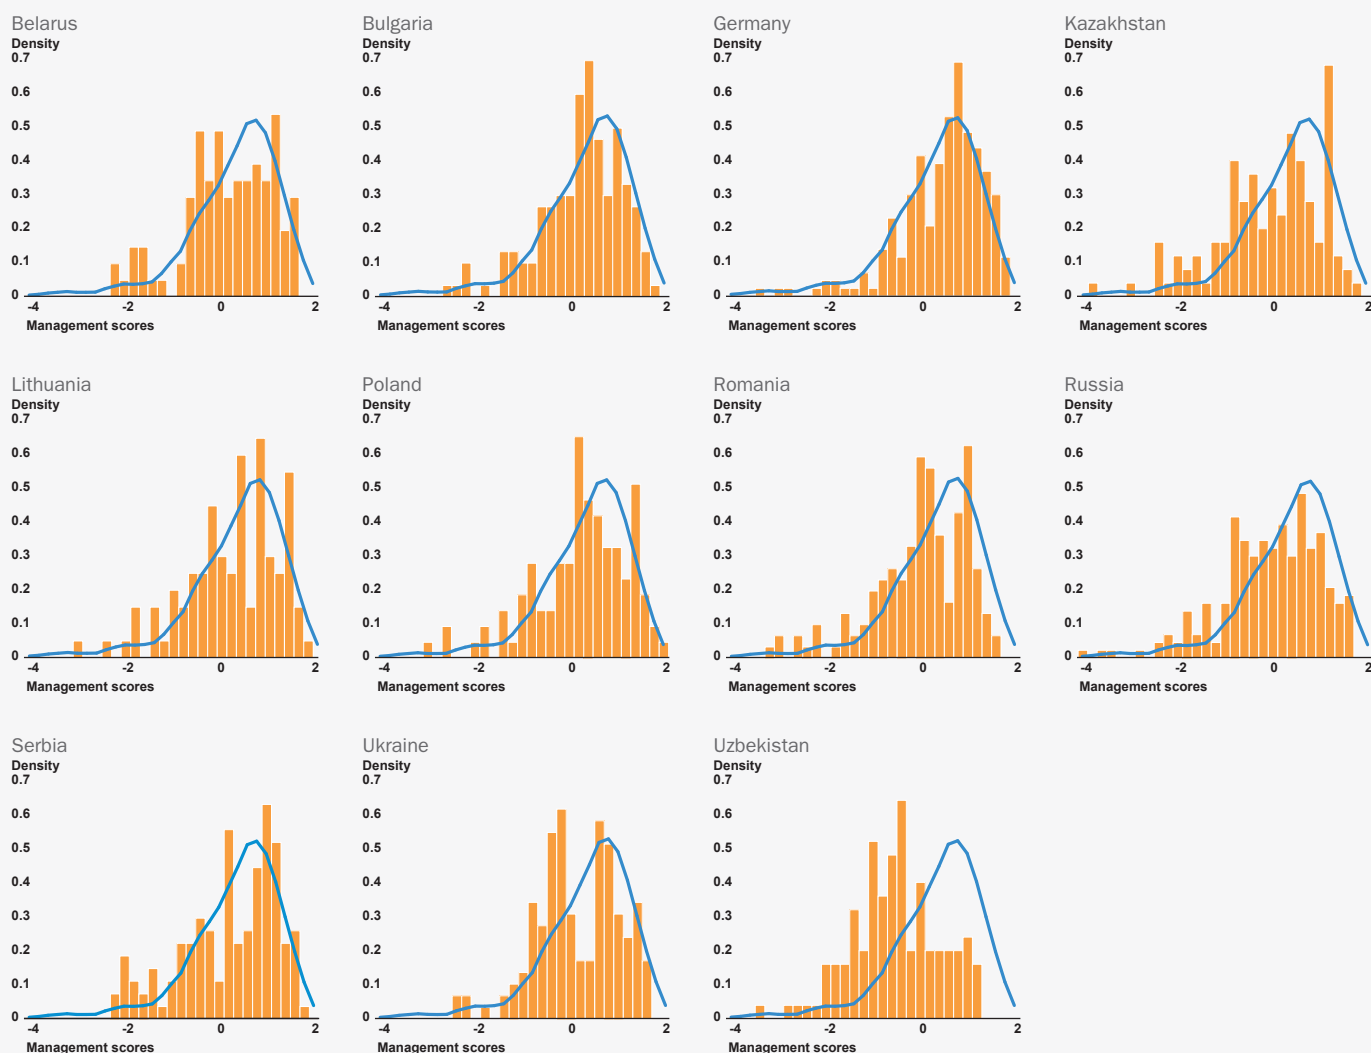 Belarus
Density
0.7
0.6
0.5
0.4
0.3
0.2
0.1
0
-4 -2 0 2
Management scores
Bulgaria
Density
0.7
0.6
0.5
0.4
0.3
0.2
0.1
0
-4 -2 0 2
Management scores
Germany
Density
0.7
0.6
0.5
0.4
0.3
0.2
0.1
0
-4 -2 0 2
Management scores
Kazakhstan
Density
0.7
0.6
0.5
0.4
0.3
0.2
0.1
0
-4 -2 0 2
Management scores
Lithuania
Density
0.7
0.6
0.5
0.4
0.3
0.2
0.1
0
-4 -2 0 2
Management scores
Poland
Density
0.7
0.6
0.5
0.4
0.3
0.2
0.1
0
-4 -2 0 2
Management scores
Romania
Density
0.7
0.6
0.5
0.4
0.3
0.2
0.1
0
-4 -2 0 2
Management scores
Russia
Density
0.7
0.6
0.5
0.4
0.3
0.2
0.1
0
-4 -2 0 2
Management scores
Serbia
Density
0.7
0.6
0.5
0.4
0.3
0.2
0.1
0
-4 -2 0 2
Management scores
Ukraine
Density
0.7
0.6
0.5
0.4
0.3
0.2
0.1
0
-4 -2 0 2
Management scores
Uzbekistan
Density
0.7
0.6
0.5
0.4
0.3
0.2
0.1
0
-4 -2 0 2
Management scores